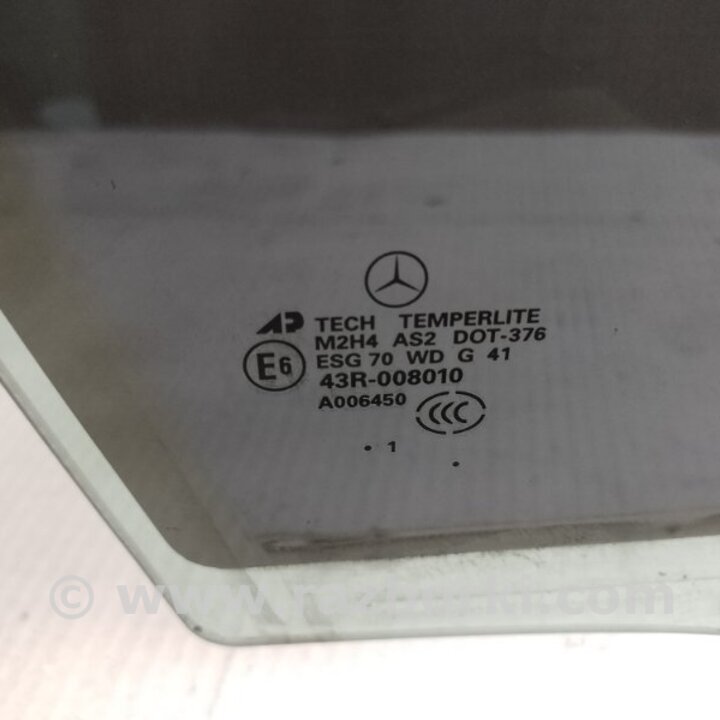 AP TECH TEMPERLITE
M2H4 AS2 DOT-376
ESG 70 WD G 41
E6 43R-008010
A006450 CCC
• 1
•